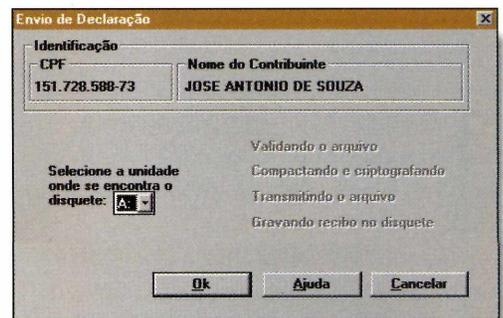 Envio de Declaração
Identificação
CPF
Nome do Contribuinte
151.728.588-73
JOSE ANTONIO DE SOUZA
Selecione a unidade
onde se encontra o
disquete: A:
Validando o arquivo
Compactando e criptografando
Transmitindo o arquivo
Gravando recibo no disquete
Ok
Ajuda
Cancelar